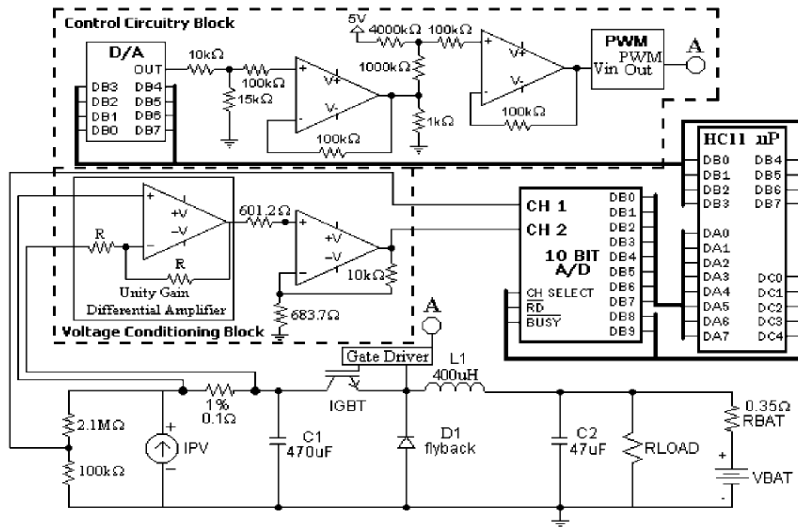 Control Circuitry Block
D/A
OUT
DB3 DB4
DB2 DB5
DB1 DB6
DB0 DB7
10kΩ
15kΩ
100kΩ
V+
V-
100kΩ
5V
4000kΩ
1000kΩ
1kΩ
100kΩ
V+
V-
100kΩ
PWM
PWM
Vin Out
A
HC11 uP
DB0 DB4
DB1 DB5
DB2 DB6
DB3 DB7
DA0
DA1
DA2
DA3 DC0
DA4 DC1
DA5 DC2
DA6 DC3
DA7 DC4
CH 1
CH 2
10 BIT
A/D
CH SELECT
RD
BUSY
DB0
DB1
DB2
DB3
DB4
DB5
DB6
DB7
DB8
DB9
+
+V
-V
-
R
R
Unity Gain
Differential Amplifier
601.2Ω
+
+V
-V
-
10kΩ
683.7Ω
Voltage Conditioning Block
A
Gate Driver
IGBT
L1
400uH
1%
0.1Ω
2.1MΩ
100kΩ
IPV
+
-
C1
470uF
D1
flyback
C2
47uF
RLOAD
0.35Ω
RBAT
+
VBAT
-